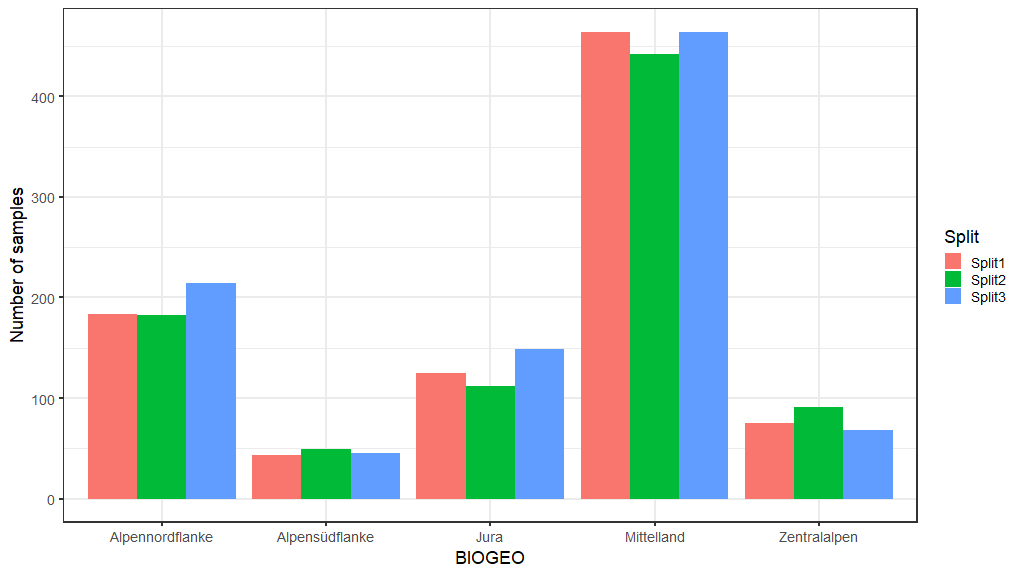 Number of samples
400
300
200
100
0
Alpennordflanke
Alpensüdflanke
Jura
Mittelland
Zentralalpen
BIOGEO
Split
Split1
Split2
Split3